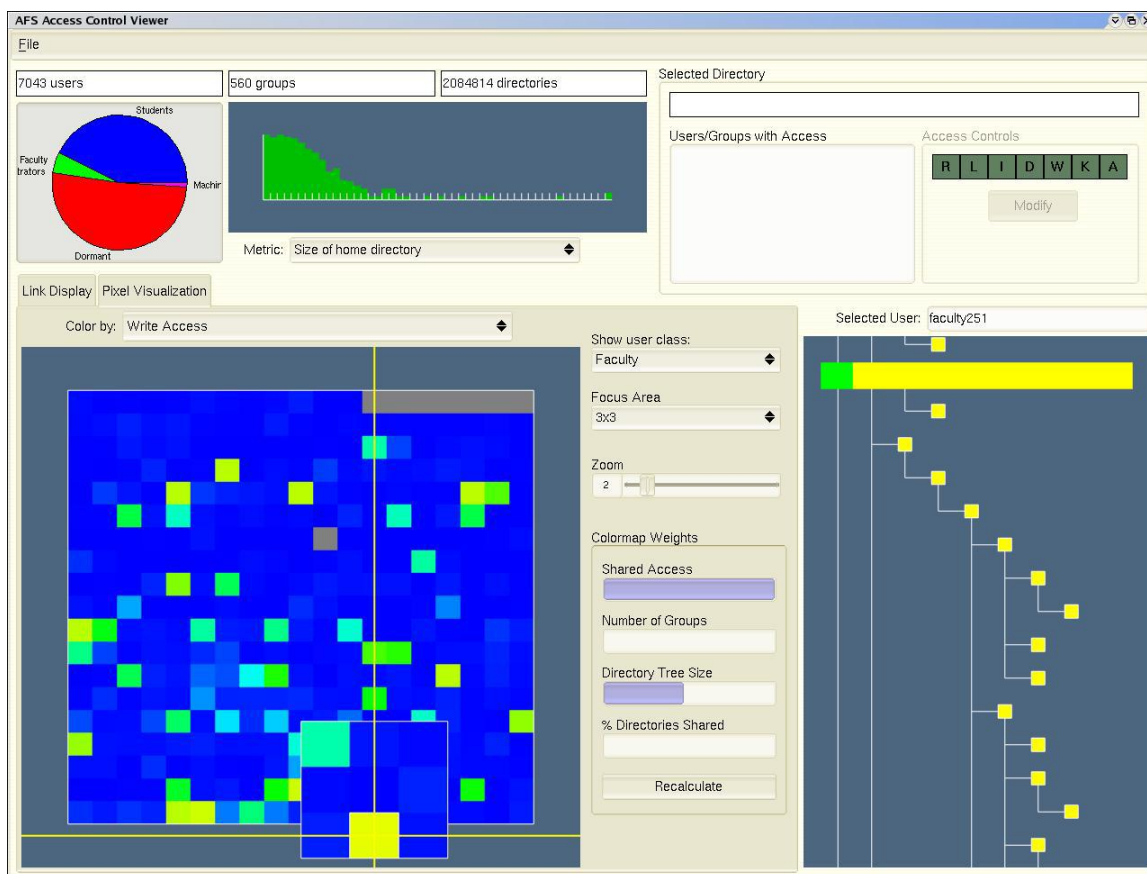 AFS Access Control Viewer
File
7043 users
560 groups
2084814 directories
Students
Faculty
trators
Machir
Dormant
Metric: Size of home directory
Selected Directory
Users/Groups with Access
Access Controls
R L I D W K A
Modify
Link Display
Pixel Visualization
Color by: Write Access
Show user class:
Faculty
Focus Area
3x3
Zoom
2
Colormap Weights
Shared Access
Number of Groups
Directory Tree Size
% Directories Shared
Recalculate
Selected User: faculty251